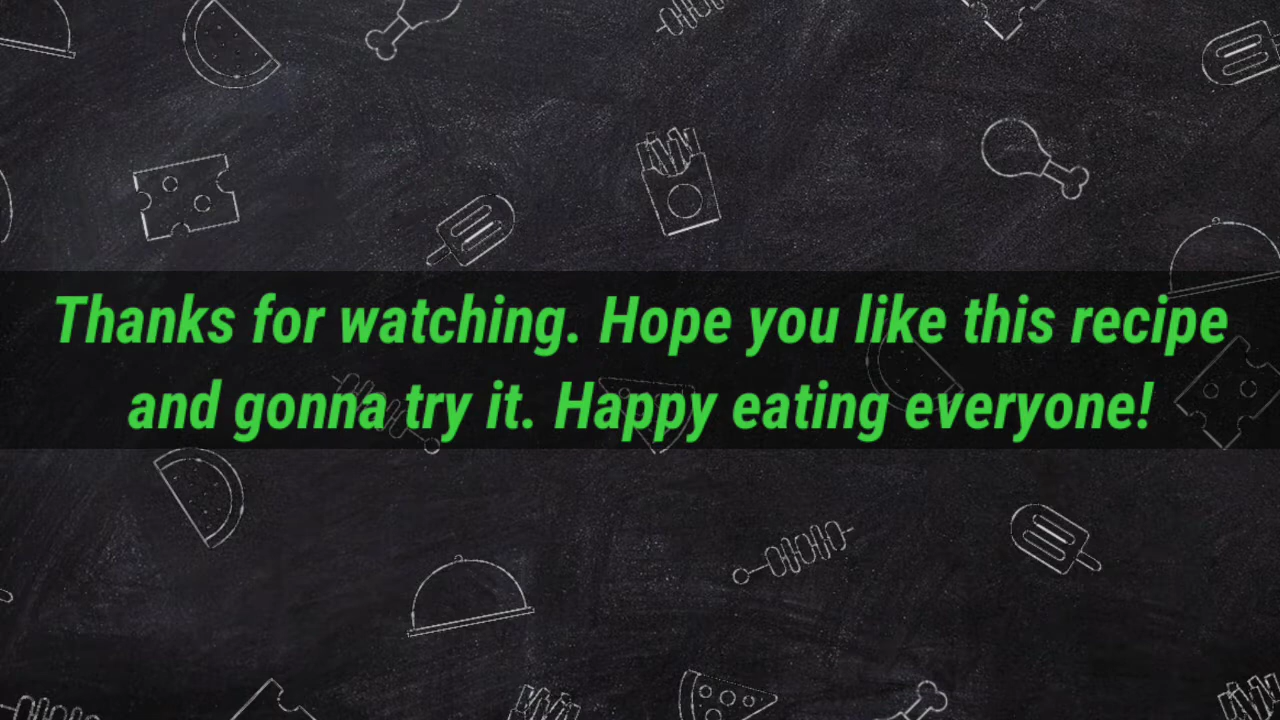 Thanks for watching. Hope you like this recipe
and gonna try it. Happy eating everyone!